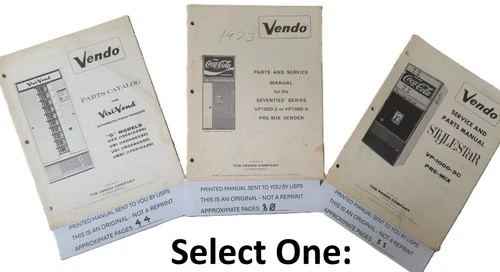 Vendo
PARTS CATALOG
FOR
Visi-Vend
"G" MODELS
PRINTED MANUAL SENT TO YOU BY USPS
THIS IS AN ORIGINAL - NOT A REPRINT
APPROXIMATE PAGES 44
1973
Vendo
PARTS AND SERVICE
MANUAL
for the
SEVENTIES' SERIES
VP1000-3 or VP1000-4
PRE-MIX VENDER
Coca-Cola
THE VENDO COMPANY
PRINTED MANUAL SENT TO YOU BY USPS
THIS IS AN ORIGINAL - NOT A REPRINT
APPROXIMATE PAGES 80
Vendo
SERVICE AND
PARTS MANUAL
STYLESTAR
VP-1000-3C
PRE-MIX
Coca-Cola
THE VENDO COMPANY
PRINTED MANUAL SENT TO YOU BY USPS
THIS IS AN ORIGINAL - NOT A REPRINT
APPROXIMATE PAGES 55
Select One: